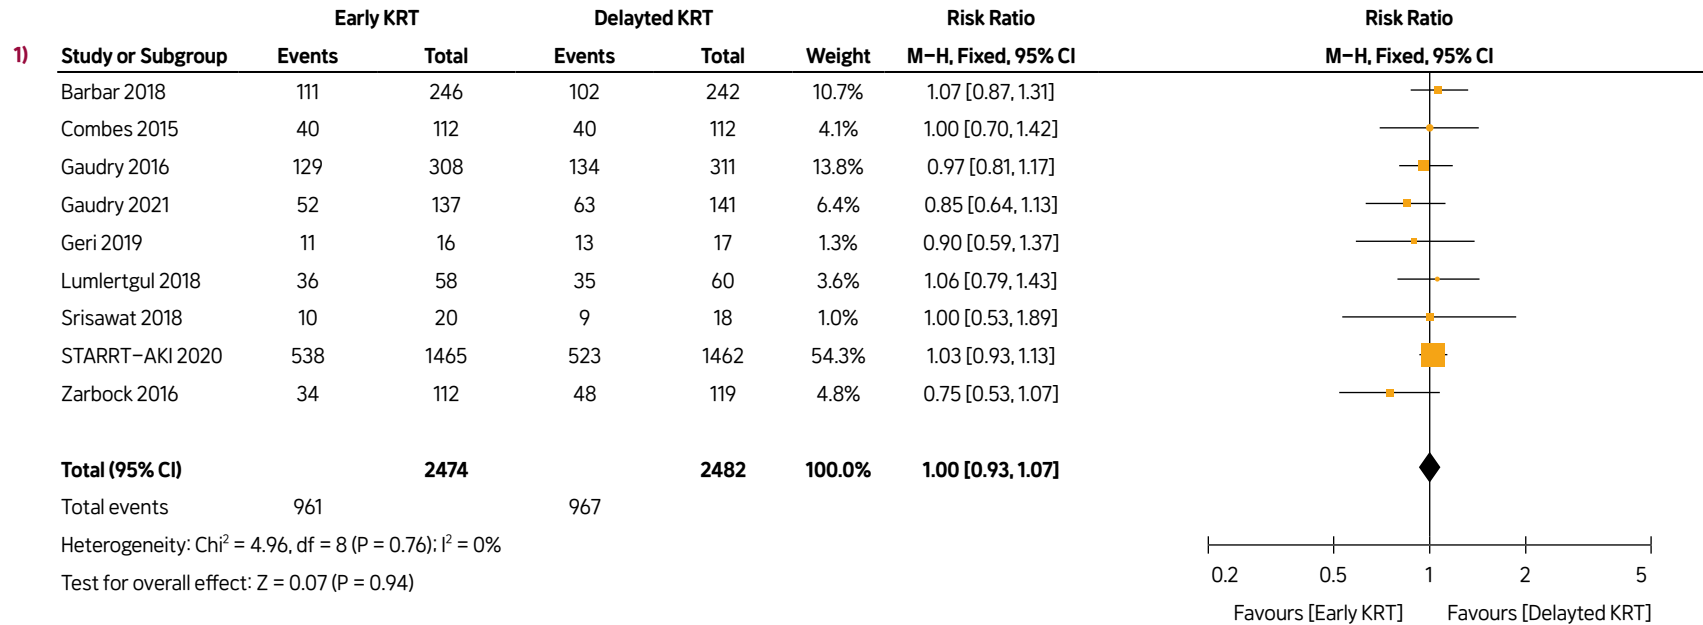 Early KRT Delayted KRT Risk Ratio Risk Ratio
1) Study or Subgroup Events Total Events Total Weight M-H, Fixed, 95% CI M-H, Fixed, 95% CI
Barbar 2018 111 246 102 242 10.7% 1.07 [0.87, 1.31]
Combes 2015 40 112 40 112 4.1% 1.00 [0.70, 1.42]
Gaudry 2016 129 308 134 311 13.8% 0.97 [0.81, 1.17]
Gaudry 2021 52 137 63 141 6.4% 0.85 [0.64, 1.13]
Geri 2019 11 16 13 17 1.3% 0.90 [0.59, 1.37]
Lumlertgul 2018 36 58 35 60 3.6% 1.06 [0.79, 1.43]
Srisawat 2018 10 20 9 18 1.0% 1.00 [0.53, 1.89]
STARRT-AKI 2020 538 1465 523 1462 54.3% 1.03 [0.93, 1.13]
Zarbock 2016 34 112 48 119 4.8% 0.75 [0.53, 1.07]
Total (95% CI) 2474 2482 100.0% 1.00 [0.93, 1.07]
Total events 961 967
Heterogeneity: Chi² = 4.96, df = 8 (P = 0.76); I² = 0%
Test for overall effect: Z = 0.07 (P = 0.94)
0.2 0.5 1 2 5
Favours [Early KRT] Favours [Delayted KRT]